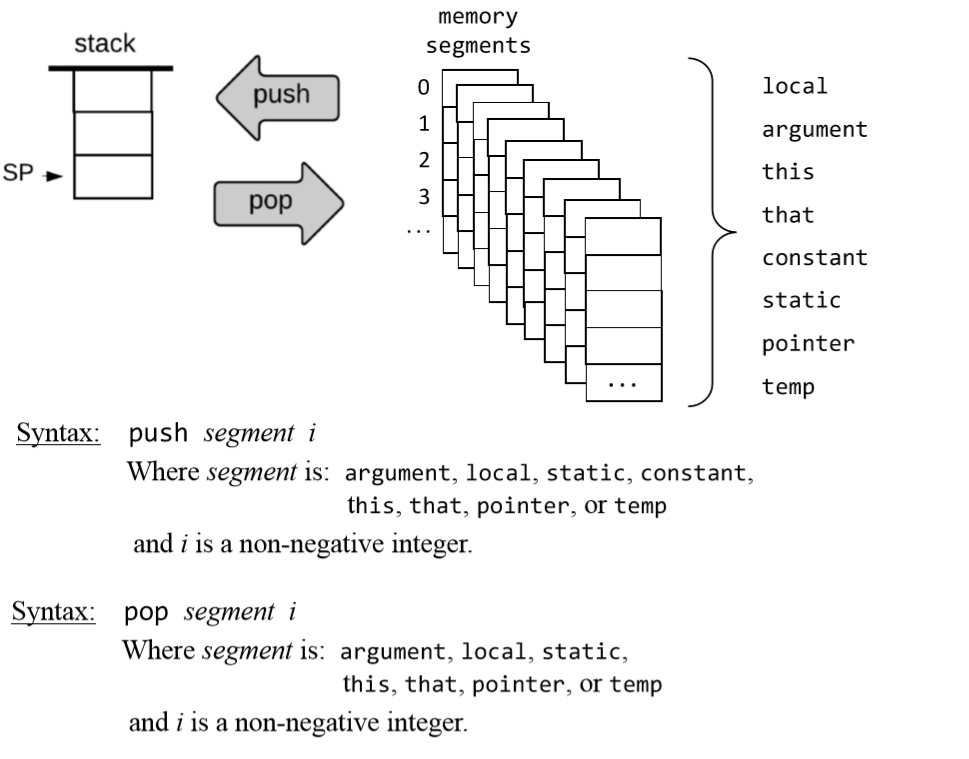 memory
segments
stack
push
pop
SP
0
1
2
3
...
...
local
argument
this
that
constant
static
pointer
temp
Syntax: push segment i
Where segment is: argument, local, static, constant,
this, that, pointer, or temp
and i is a non-negative integer.
Syntax: pop segment i
Where segment is: argument, local, static,
this, that, pointer, or temp
and i is a non-negative integer.